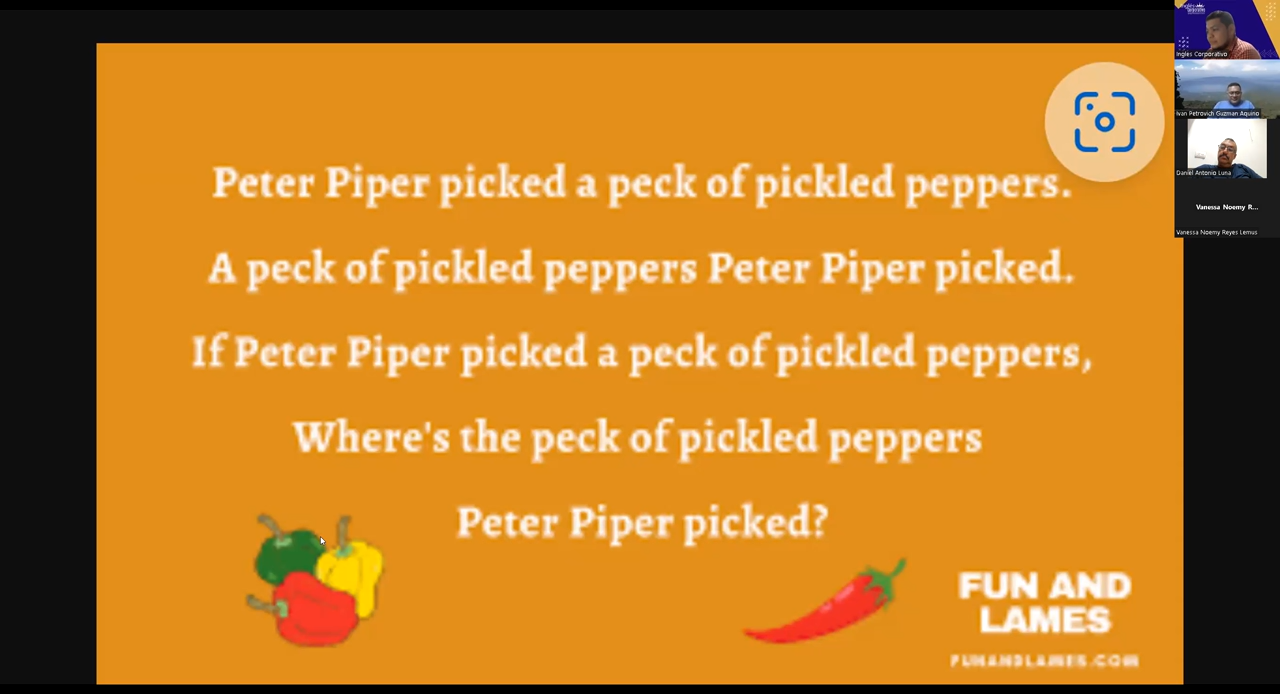 Peter Piper picked a peck of pickled peppers.
A peck of pickled peppers Peter Piper picked.
If Peter Piper picked a peck of pickled peppers,
Where's the peck of pickled peppers
Peter Piper picked?
FUN AND
LAMES
FUNANDLAMES.COM
Ingles Corporativo
Ivan Petrovich Guzman Aquino
Daniel Antonio Luna
Vanessa Noemy R...
Vanessa Noemy Reyes Lemus